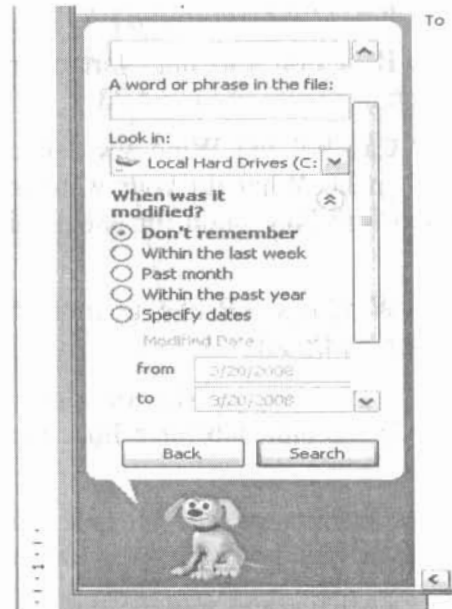 To
A word or phrase in the file:
Look in:
Local Hard Drives (C:
When was it
modified?
Don't remember
Within the last week
Past month
Within the past year
Specify dates
Modified Date
from 3/20/2008
to 3/20/2008
Back Search